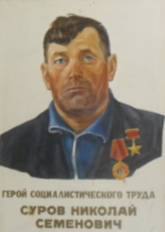 ГЕРОЙ СОЦИАЛИСТИЧЕСКОГО ТРУДА
СУРОВ НИКОЛАЙ
СЕМЕНОВИЧ